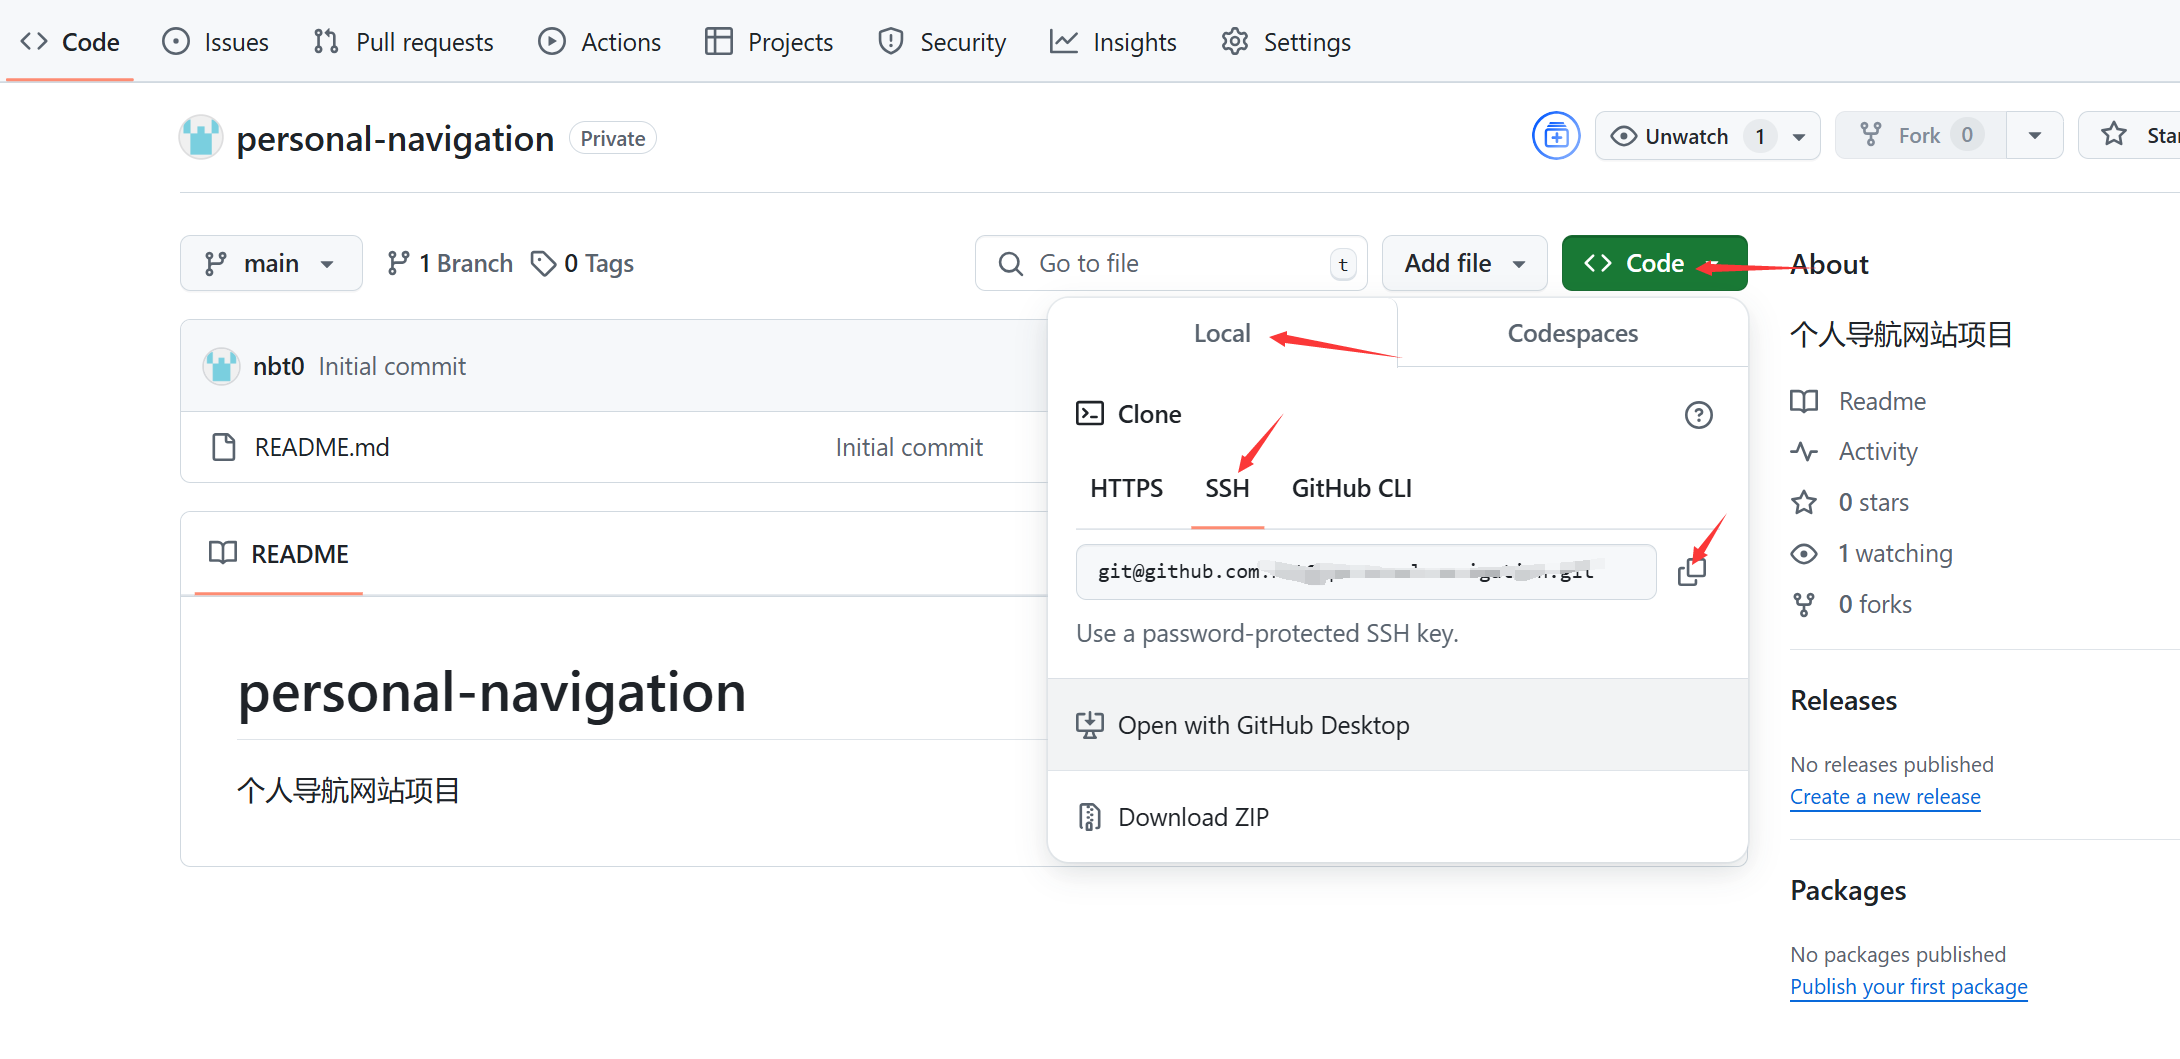 Code Issues Pull requests Actions Projects Security Insights Settings
personal-navigation Private
Unwatch 1 Fork 0
main 1 Branch 0 Tags Go to file t Add file Code
About
个人导航网站项目
Readme
Activity
0 stars
1 watching
0 forks
Releases
No releases published
Create a new release
Packages
No packages published
Publish your first package
Local Codespaces
Clone
HTTPS SSH GitHub CLI
git@github.com
Use a password-protected SSH key.
Open with GitHub Desktop
Download ZIP
nbt0 Initial commit
README.md Initial commit
README
personal-navigation
个人导航网站项目